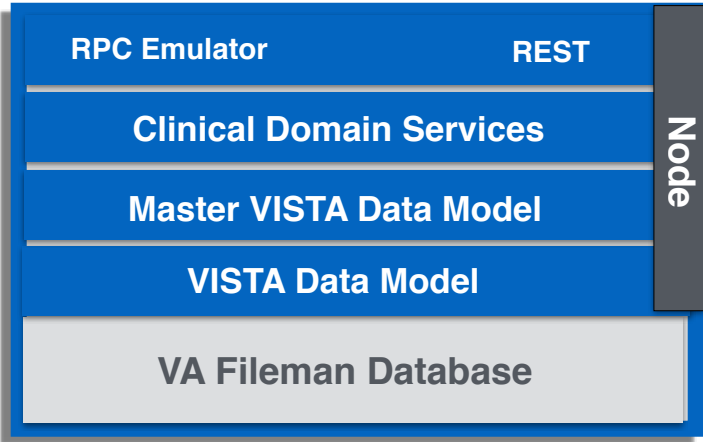 RPC Emulator REST
Clinical Domain Services
Master VISTA Data Model
VISTA Data Model
VA Fileman Database
Node